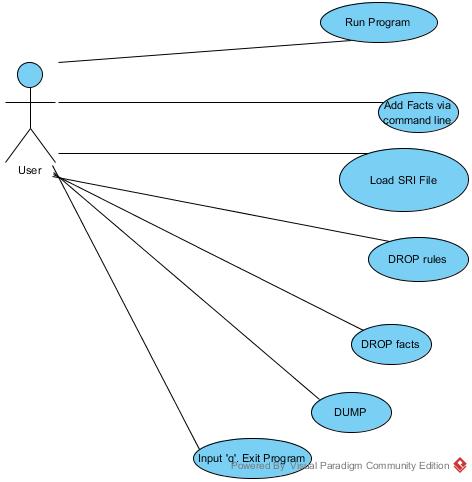 Run Program
Add Facts via
command line
Load SRI File
User
DROP rules
DROP facts
DUMP
Input 'q'. Exit Program
Powered By Visual Paradigm Community Edition